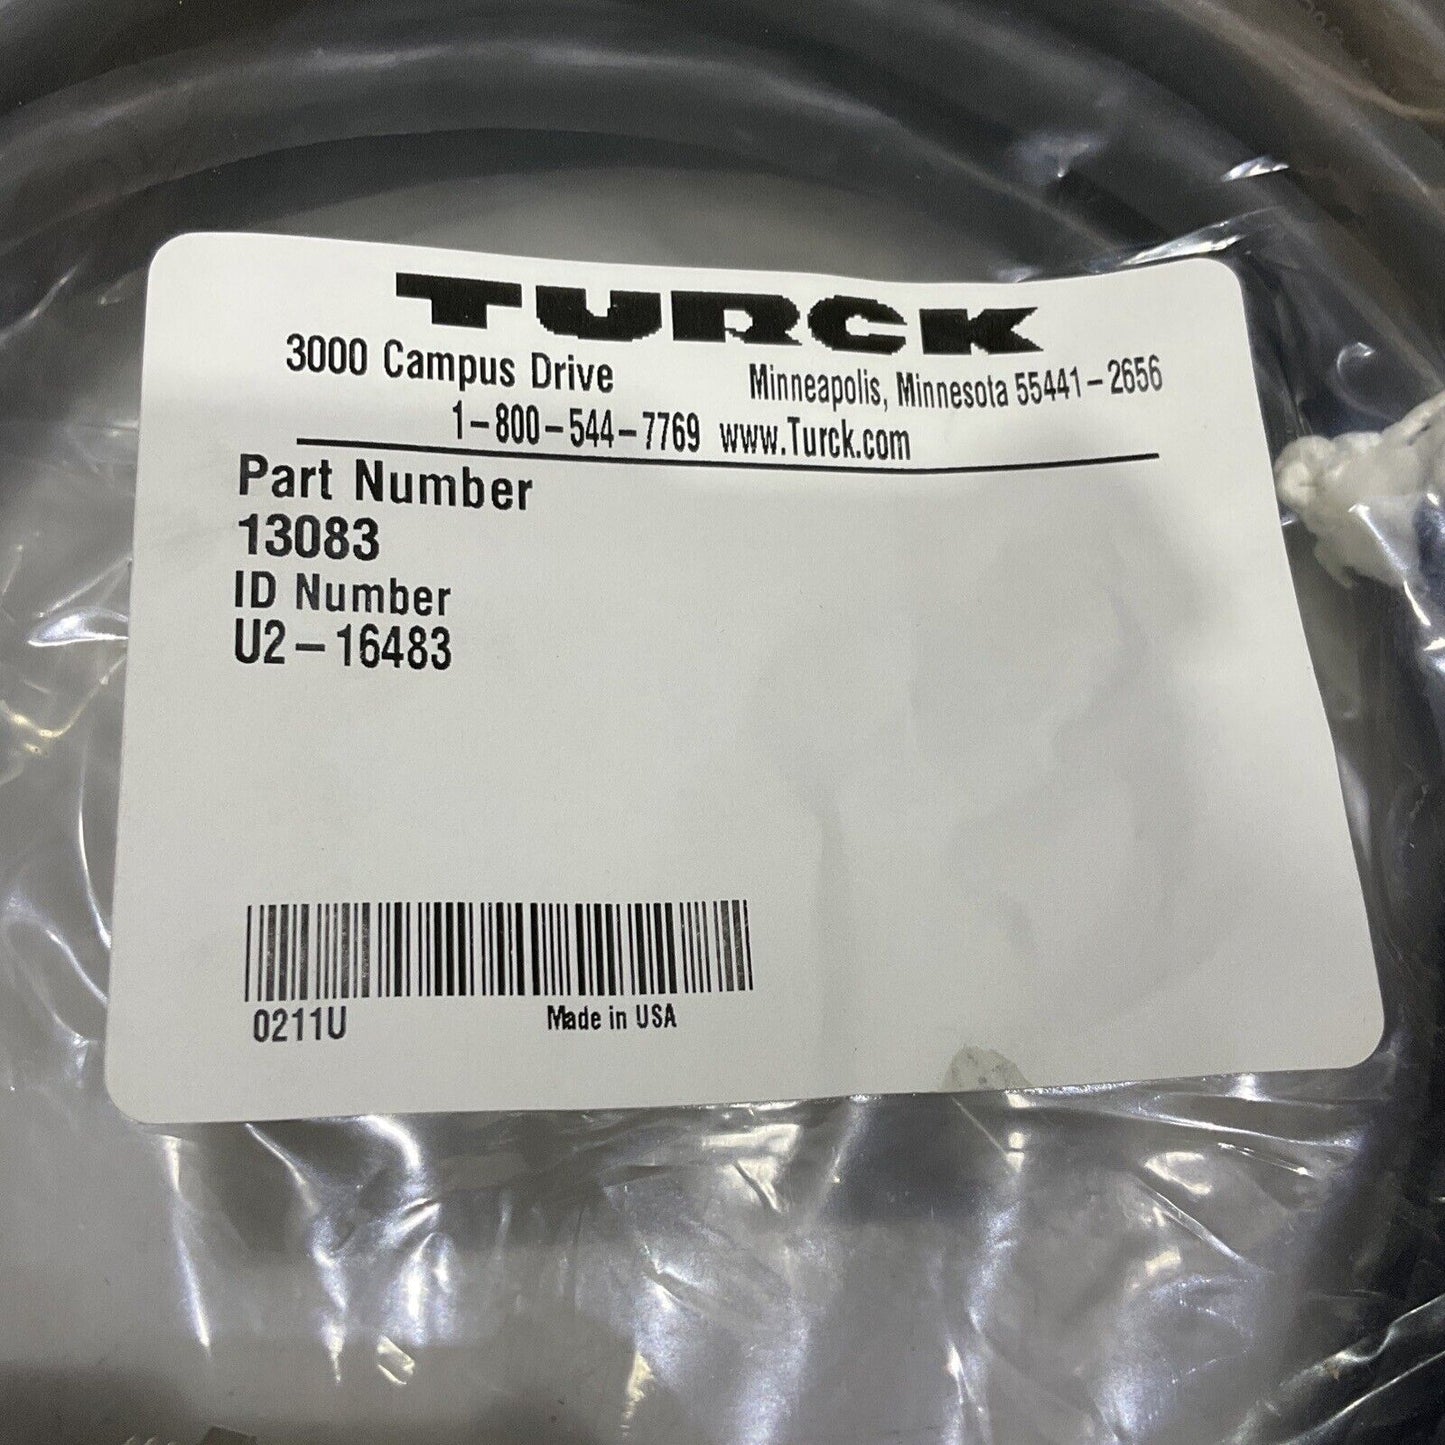 TURCK
3000 Campus Drive Minneapolis, Minnesota 55441-2656
1-800-544-7769 www.Turck.com
Part Number
13083
ID Number
U2-16483
0211U Made in USA